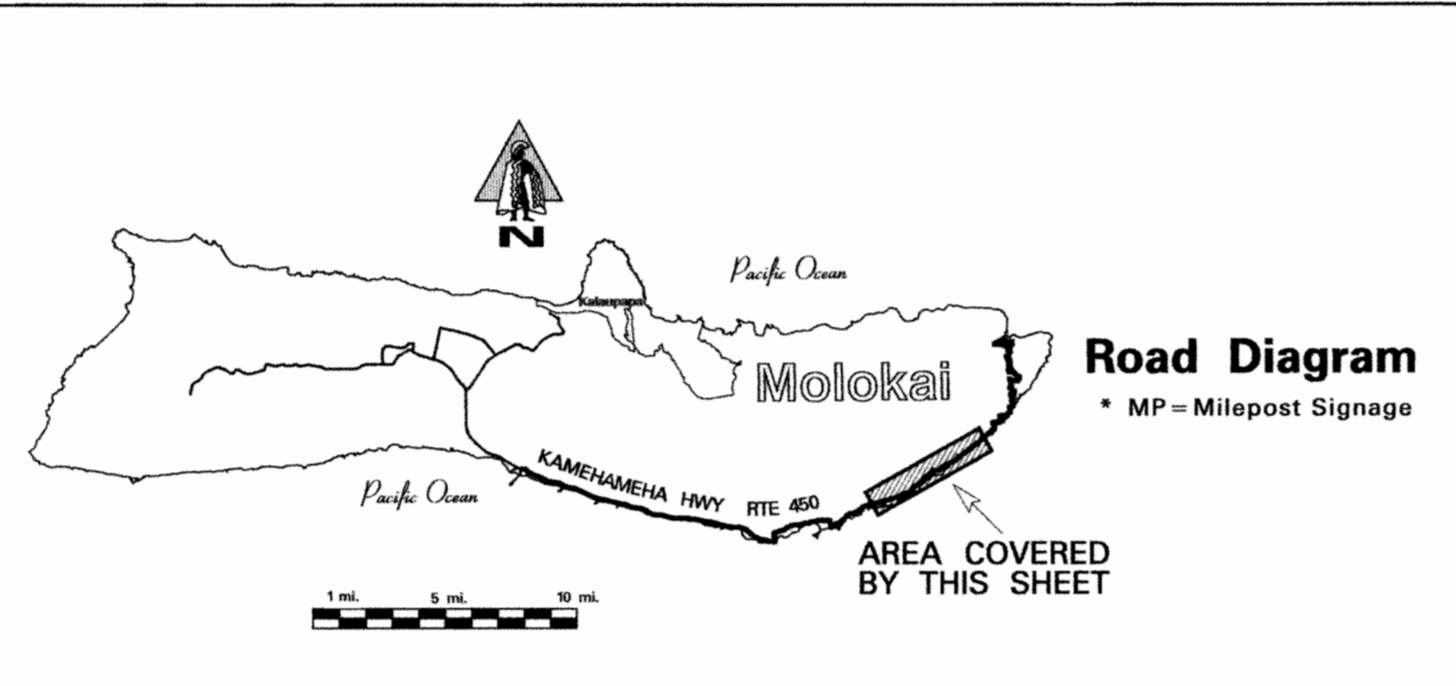 N
Pacific Ocean
Kalaupapa
Molokai
Road Diagram
* MP=Milepost Signage
KAMEHAMEHA HWY RTE 450
Pacific Ocean
AREA COVERED
BY THIS SHEET
1 mi. 5 mi. 10 mi.